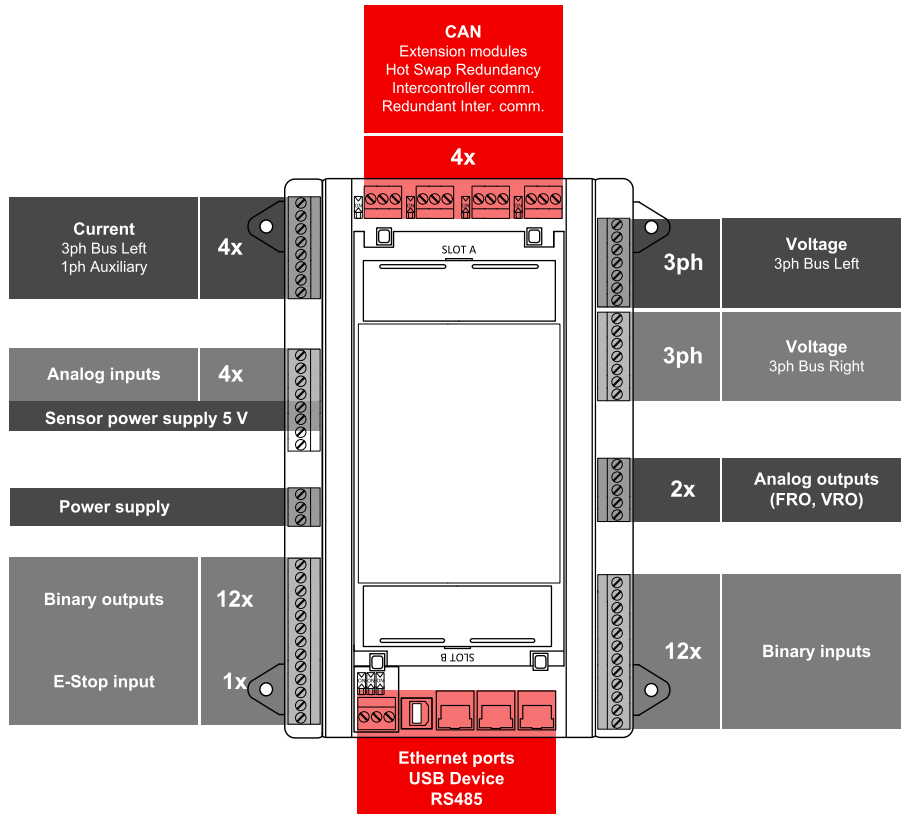 CAN
Extension modules
Hot Swap Redundancy
Intercontroller comm.
Redundant Inter. comm.
4x
Current
3ph Bus Left
1ph Auxiliary
4x
SLOT A
3ph
Voltage
3ph Bus Left
3ph
Voltage
3ph Bus Right
Analog inputs
4x
Sensor power supply 5 V
Power supply
2x
Analog outputs
(FRO, VRO)
Binary outputs
12x
E-Stop input
1x
12x
Binary inputs
SLOT B
Ethernet ports
USB Device
RS485